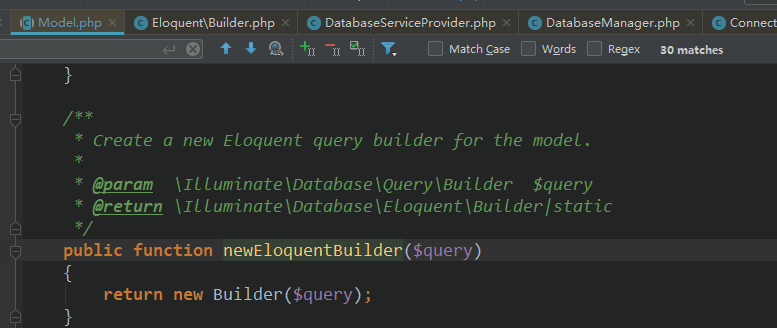 Model.php × Eloquent\Builder.php × DatabaseServiceProvider.php × DatabaseManager.php × Connect
Match Case Words Regex 30 matches
}
/**
* Create a new Eloquent query builder for the model.
*
* @param \Illuminate\Database\Query\Builder $query
* @return \Illuminate\Database\Eloquent\Builder|static
*/
public function newEloquentBuilder($query)
{
return new Builder($query);
}